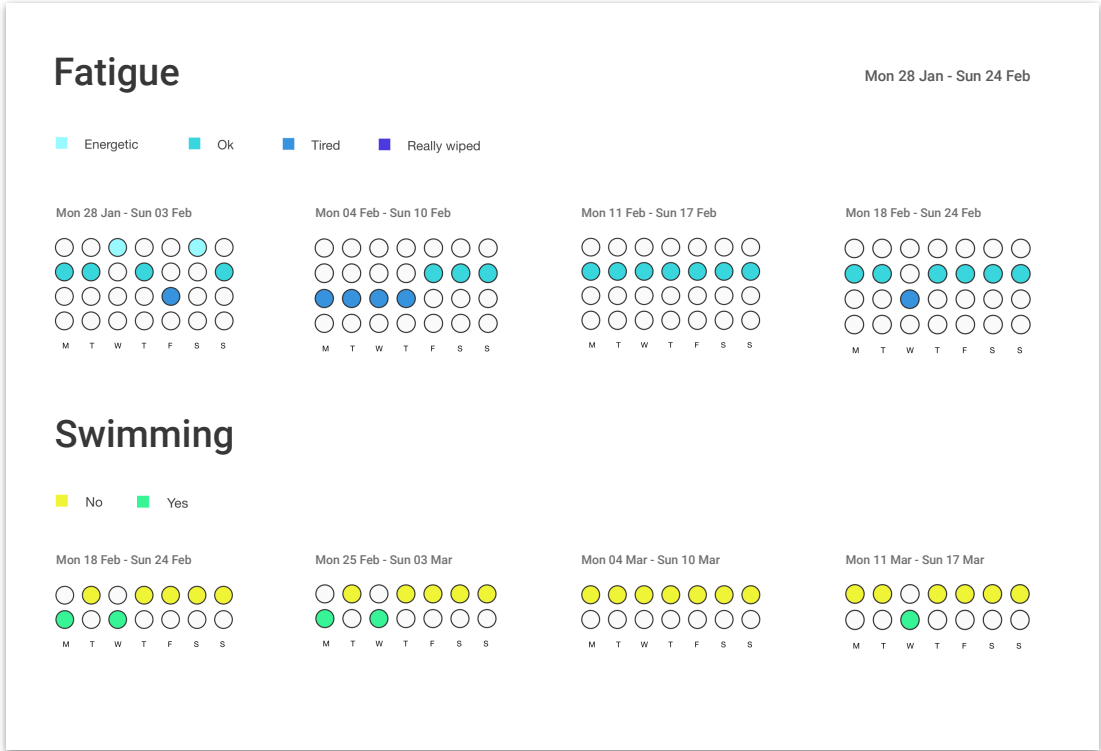 Fatigue
Mon 28 Jan - Sun 24 Feb
Energetic Ok Tired Really wiped
Mon 28 Jan - Sun 03 Feb
M T W T F S S
Mon 04 Feb - Sun 10 Feb
M T W T F S S
Mon 11 Feb - Sun 17 Feb
M T W T F S S
Mon 18 Feb - Sun 24 Feb
M T W T F S S
Swimming
No Yes
Mon 18 Feb - Sun 24 Feb
M T W T F S S
Mon 25 Feb - Sun 03 Mar
M T W T F S S
Mon 04 Mar - Sun 10 Mar
M T W T F S S
Mon 11 Mar - Sun 17 Mar
M T W T F S S